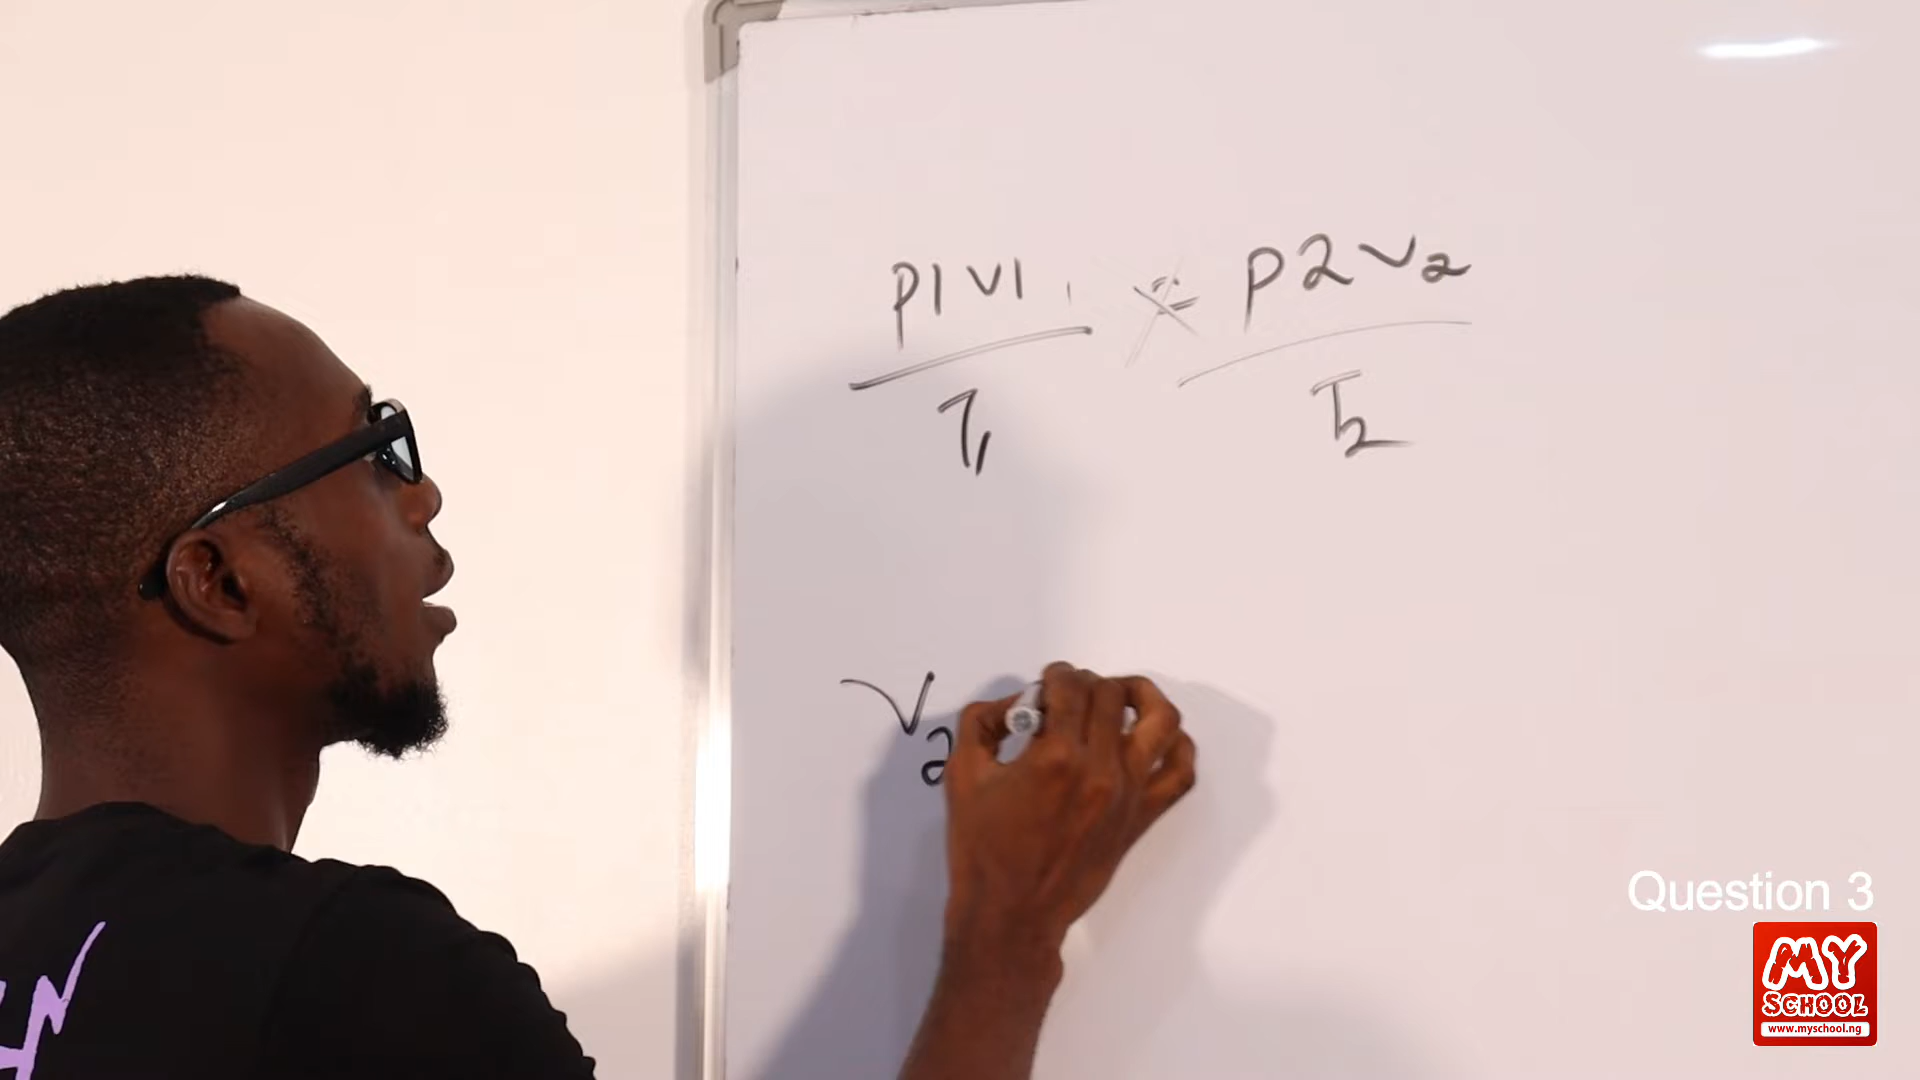 P1V1 = P2V2
T1 T2
V2
Question 3
MY
SCHOOL
www.myschool.ng